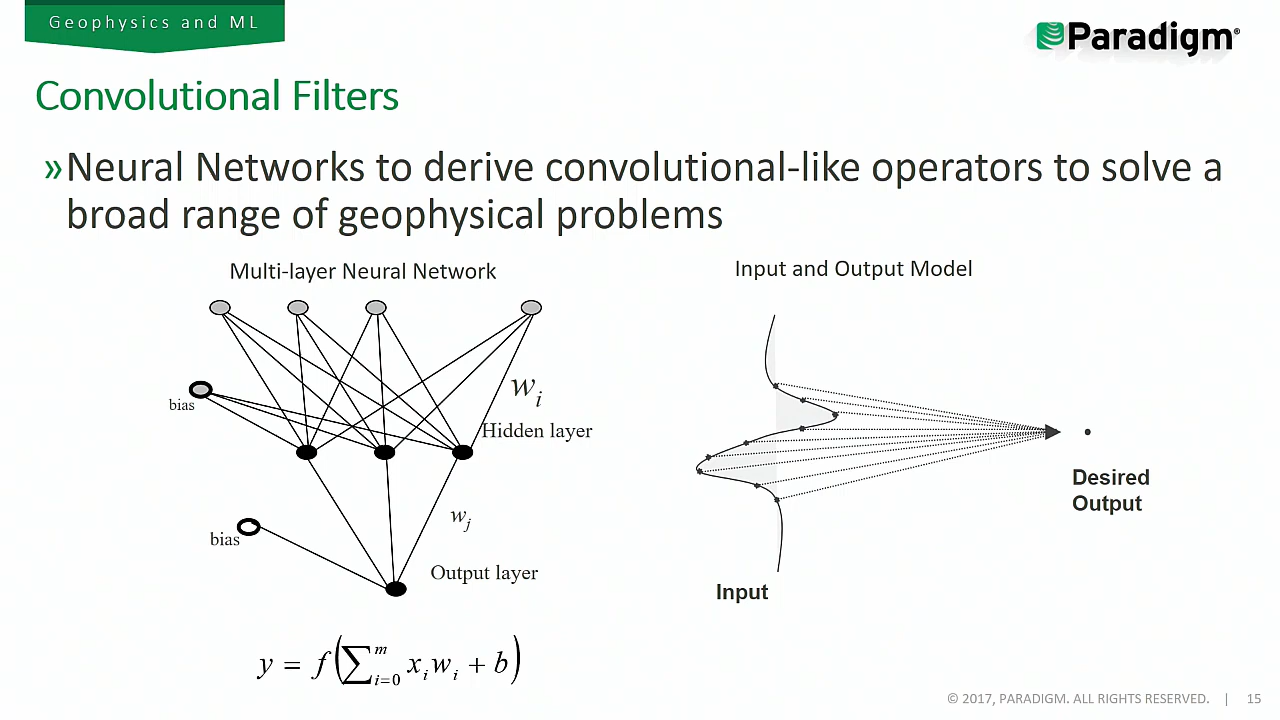 Geophysics and ML
Paradigm®
Convolutional Filters
»Neural Networks to derive convolutional-like operators to solve a
broad range of geophysical problems
Multi-layer Neural Network
Input and Output Model
w_i
bias
Hidden layer
Desired
Output
w_j
bias
Output layer
Input
y = f(∑_{i=0}^{m} x_i w_i + b)
© 2017, PARADIGM. ALL RIGHTS RESERVED. | 15